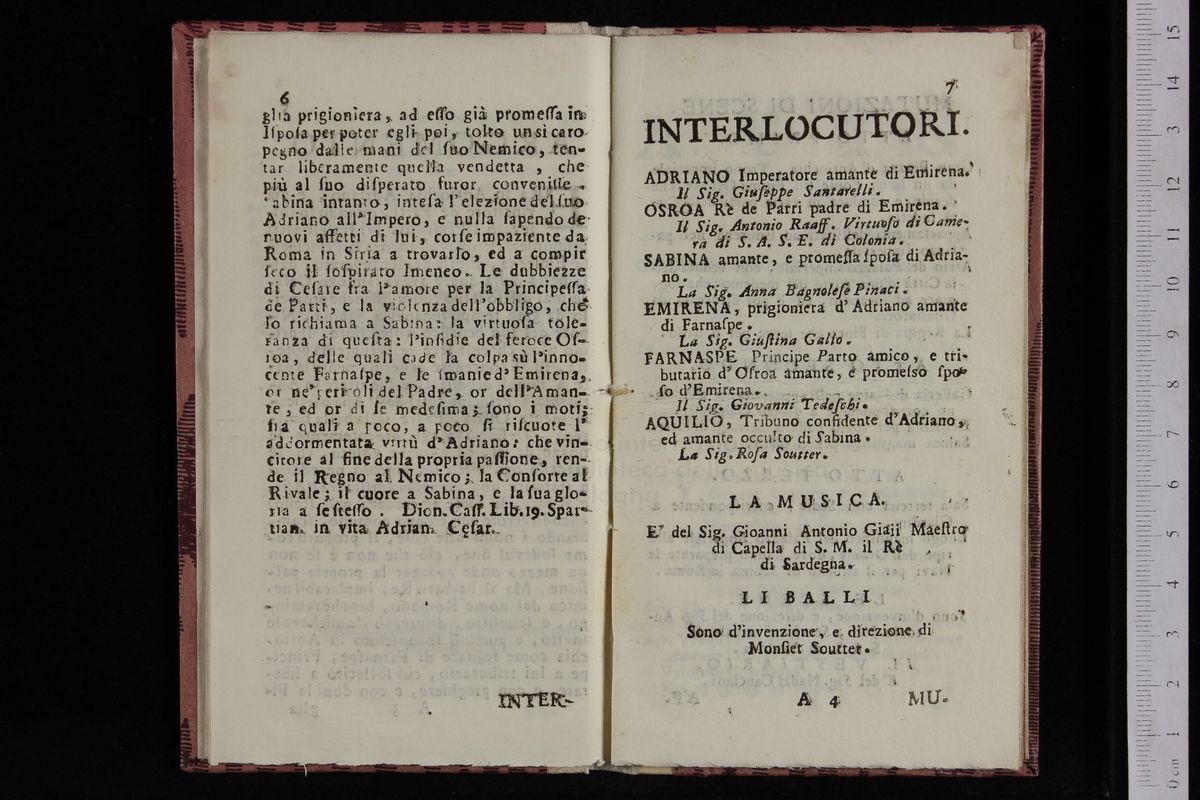 6
glia prigioniera, ad eſſo già promeſſa in
Iſpoſa per poter egli poi, tolto un si caro
pegno dalle mani del ſuo Nemico, ten-
tar liberamente quella vendetta, che
più al ſuo diſperato furor conveniſſe.
abina intanto, inteſa l'elezione del ſuo
Adriano all'Impero, e nulla ſapendo de
nuovi affetti di lui, corſe impaziente da
Roma in Siria a trovarlo, ed a compir
ſeco il ſoſpirato Imeneo. Le dubbiezze
di Ceſare fra l'amore per la Principeſſa
de Parti, e la violenza dell'obbligo, che
lo richiama a Sabina: la virtuoſa tole-
ranza di queſta: l'inſidie del feroce Oſ-
roa, delle quali cade la colpa sù l'inno-
cente Farnaſpe, e le ſmanie d'Emirena,
or ne' perikoli del Padre, or dell'Aman-
te, ed or di ſe medeſima; ſono i moti,
fra quali a poco, a poco ſi riſcuote l'
addormentata virtù d'Adriano: che vin-
citore al fine della propria paſſione, ren-
de il Regno al Nemico; la Conſorte al
Rivale; il cuore a Sabina, e la ſua glo-
ria a ſe ſteſſo. Dion. Caſſ. Lib. 19. Spar-
tian. in vita Adrian. Cęſar.
INTER-
7
INTERLOCUTORI.
ADRIANO Imperatore amante di Emirena.
Il Sig. Giuſeppe Santarelli.
OSROA Rè de Parri padre di Emirena.
Il Sig. Antonio Raaff. Virtuoſo di Came-
ra di S. A. S. E. di Colonia.
SABINA amante, e promeſſa ſpoſa di Adria-
no.
La Sig. Anna Bagnoleſe Pinaci.
EMIRENA, prigioniera d' Adriano amante
di Farnaſpe.
La Sig. Giuſtina Gallo.
FARNASPE Principe Parto amico, e tri-
butario d' Oſroa amante, e promeſso ſpo-
ſo d'Emirena.
Il Sig. Giovanni Tedeſchi.
AQUILIO, Tribuno confidente d'Adriano,
ed amante occulto di Sabina.
La Sig. Roſa Soutter.
LA MUSICA.
E' del Sig. Gioanni Antonio Giaii Maeſtro
di Capella di S. M. il Rè
di Sardegna.
LI BALLI
Sono d'invenzione, e direzione di
Monſiet Souttet.
A 4
MU-